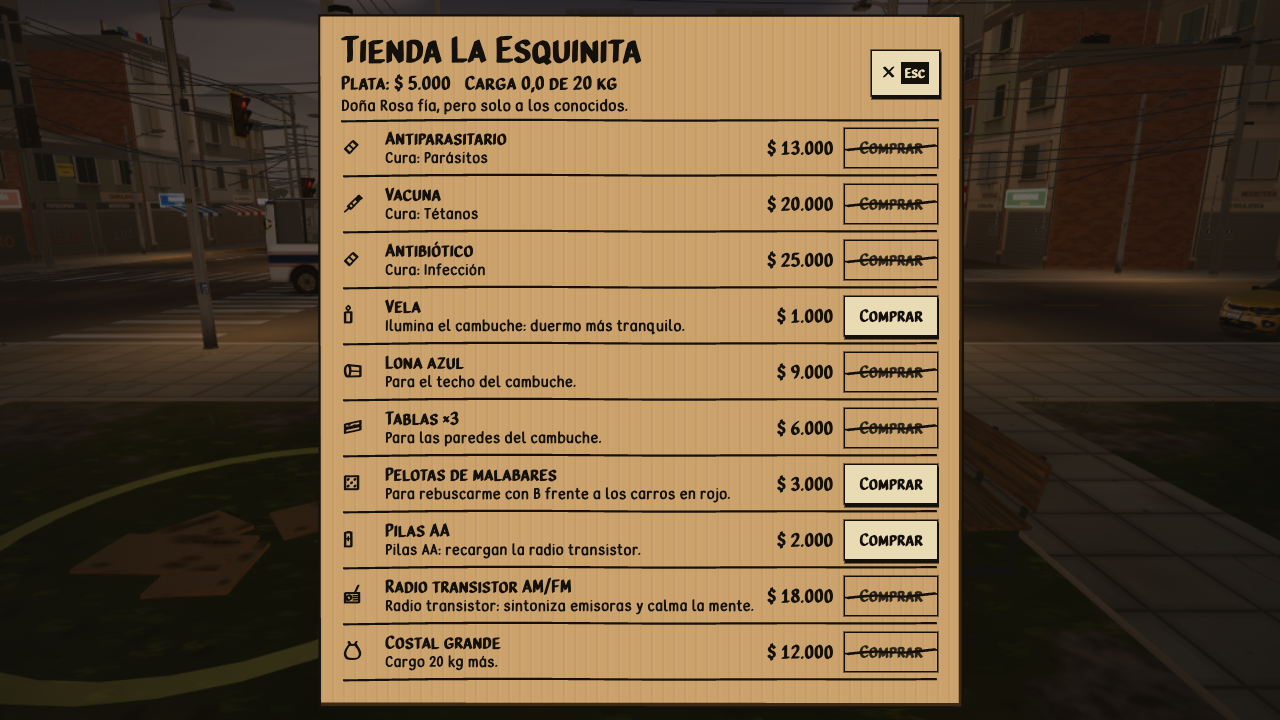 Tienda La Esquinita
Plata: $ 5.000 Carga 0,0 de 20 kg
Doña Rosa fía, pero solo a los conocidos.
× Esc
Antiparasitario
Cura: Parásitos
$ 13.000 Comprar
Vacuna
Cura: Tétanos
$ 20.000 Comprar
Antibiótico
Cura: Infección
$ 25.000 Comprar
Vela
Ilumina el cambuche: duermo más tranquilo.
$ 1.000 Comprar
Lona azul
Para el techo del cambuche.
$ 9.000 Comprar
Tablas ×3
Para las paredes del cambuche.
$ 6.000 Comprar
Pelotas de malabares
Para rebuscarme con B frente a los carros en rojo.
$ 3.000 Comprar
Pilas AA
Pilas AA: recargan la radio transistor.
$ 2.000 Comprar
Radio transistor AM/FM
Radio transistor: sintoniza emisoras y calma la mente.
$ 18.000 Comprar
Costal grande
Cargo 20 kg más.
$ 12.000 Comprar